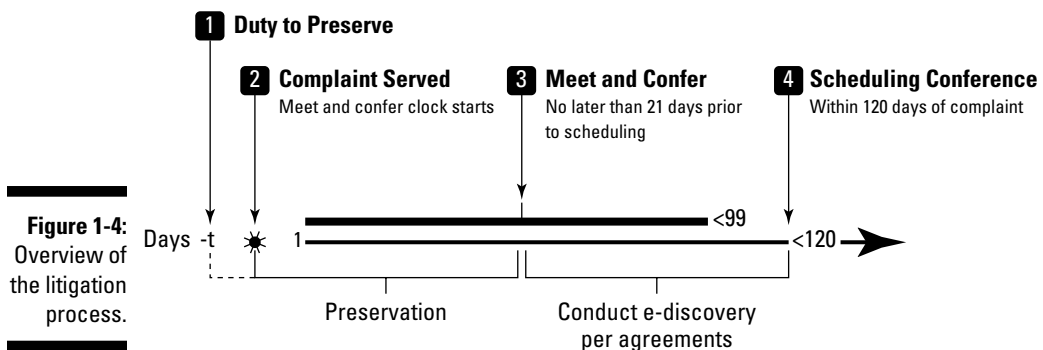 1 Duty to Preserve
2 Complaint Served
Meet and confer clock starts
3 Meet and Confer
No later than 21 days prior
to scheduling
4 Scheduling Conference
Within 120 days of complaint
Figure 1-4:
Overview of
the litigation
process.
Days -t
1
<99
<120
Preservation
Conduct e-discovery
per agreements